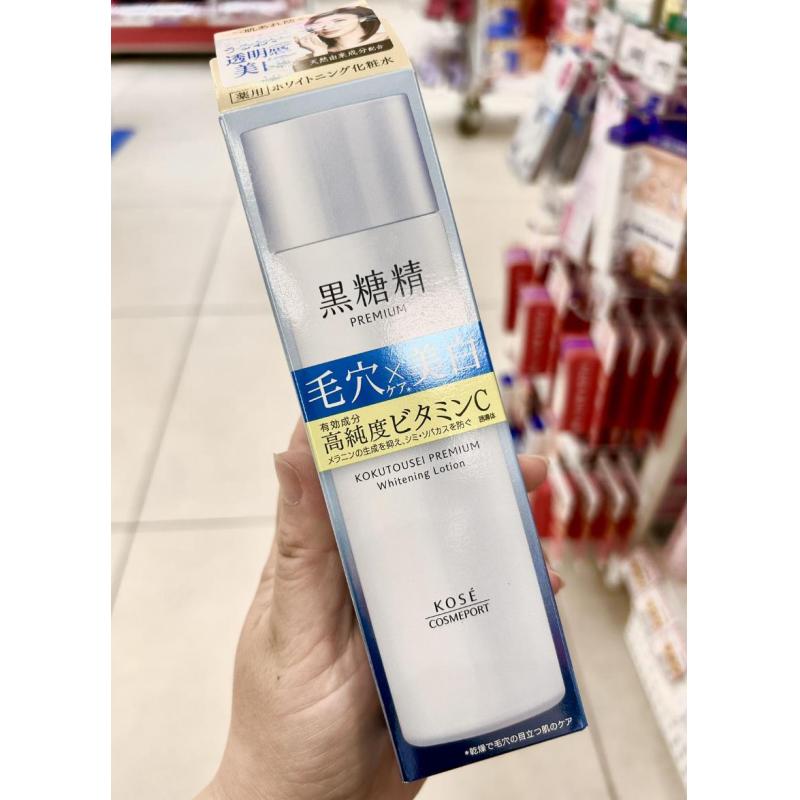 肌あれ防
透明感
美
天然由来成分配合
[薬用]ホワイトニング化粧水
黒糖精
PREMIUM
毛穴ケア*×美白
有効成分
高純度ビタミンC誘導体
メラニンの生成を抑え、シミ・ソバカスを防ぐ
KOKUTOUSEI PREMIUM
Whitening Lotion
KOSÉ
COSMEPORT
*乾燥で毛穴の目立つ肌のケア